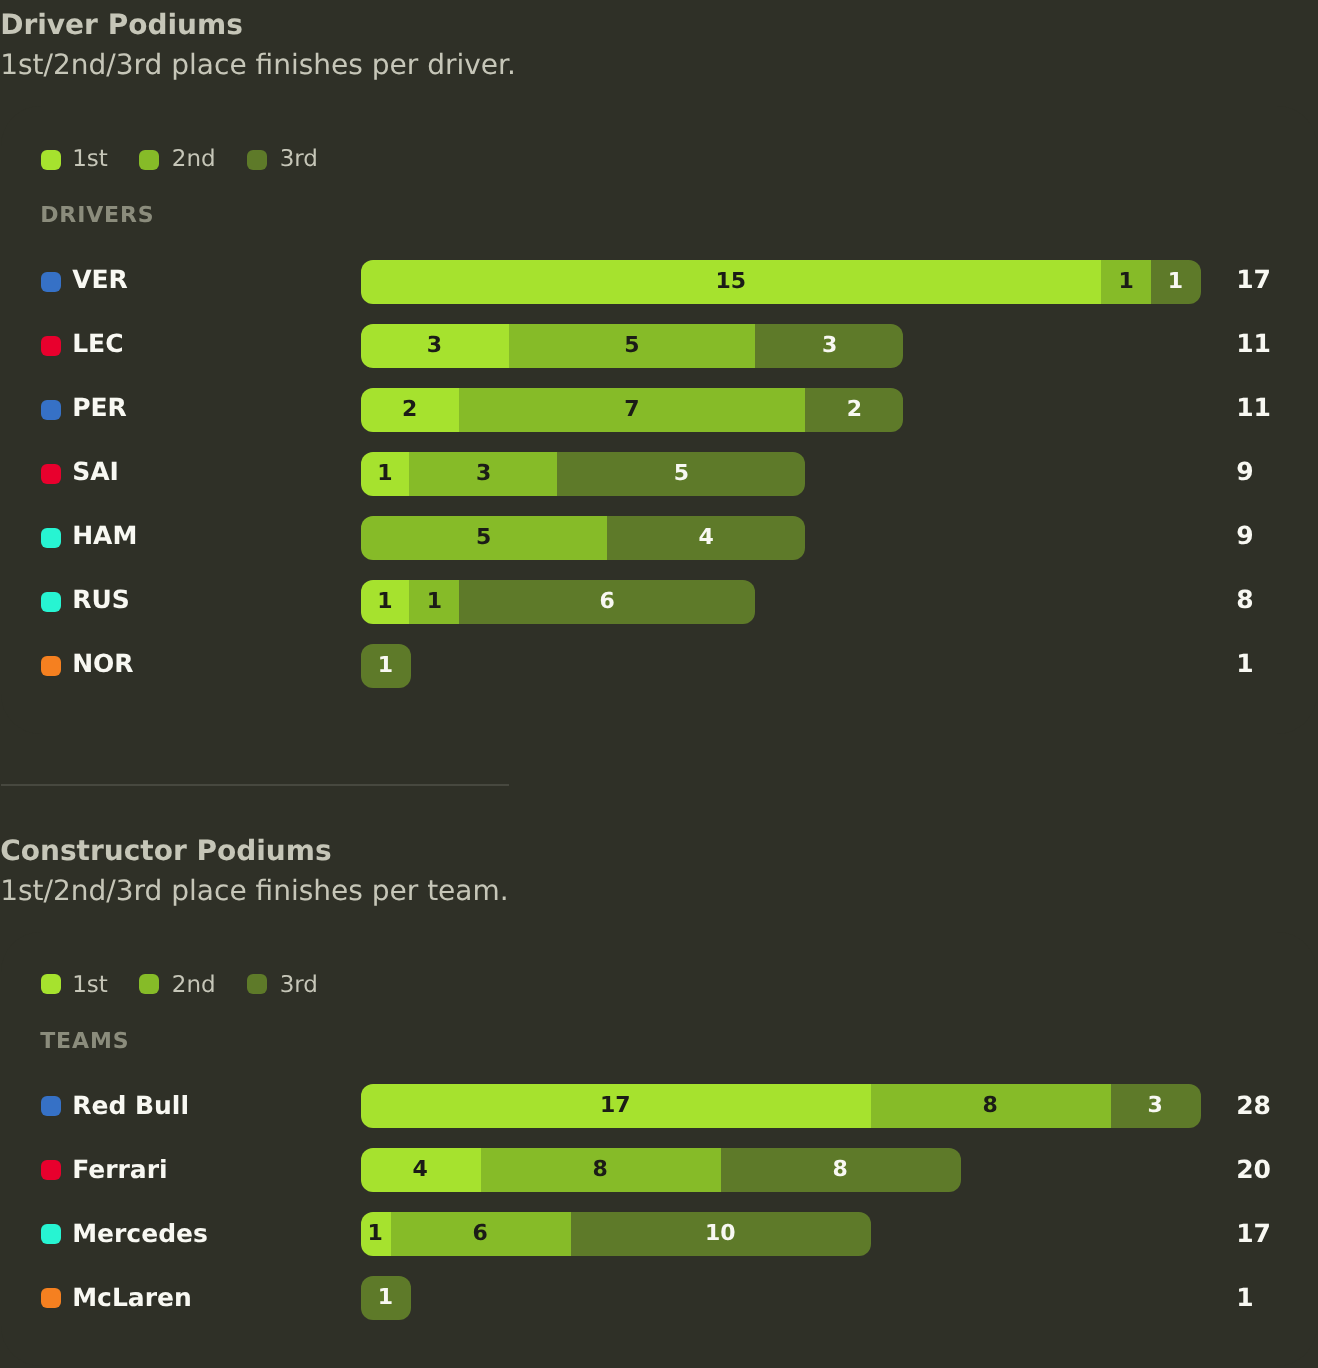 Driver Podiums
1st/2nd/3rd place finishes per driver.
1st 2nd 3rd
DRIVERS
VER 15 1 1 17
LEC 3 5 3 11
PER 2 7 2 11
SAI 1 3 5 9
HAM 5 4 9
RUS 1 1 6 8
NOR 1 1
Constructor Podiums
1st/2nd/3rd place finishes per team.
1st 2nd 3rd
TEAMS
Red Bull 17 8 3 28
Ferrari 4 8 8 20
Mercedes 1 6 10 17
McLaren 1 1